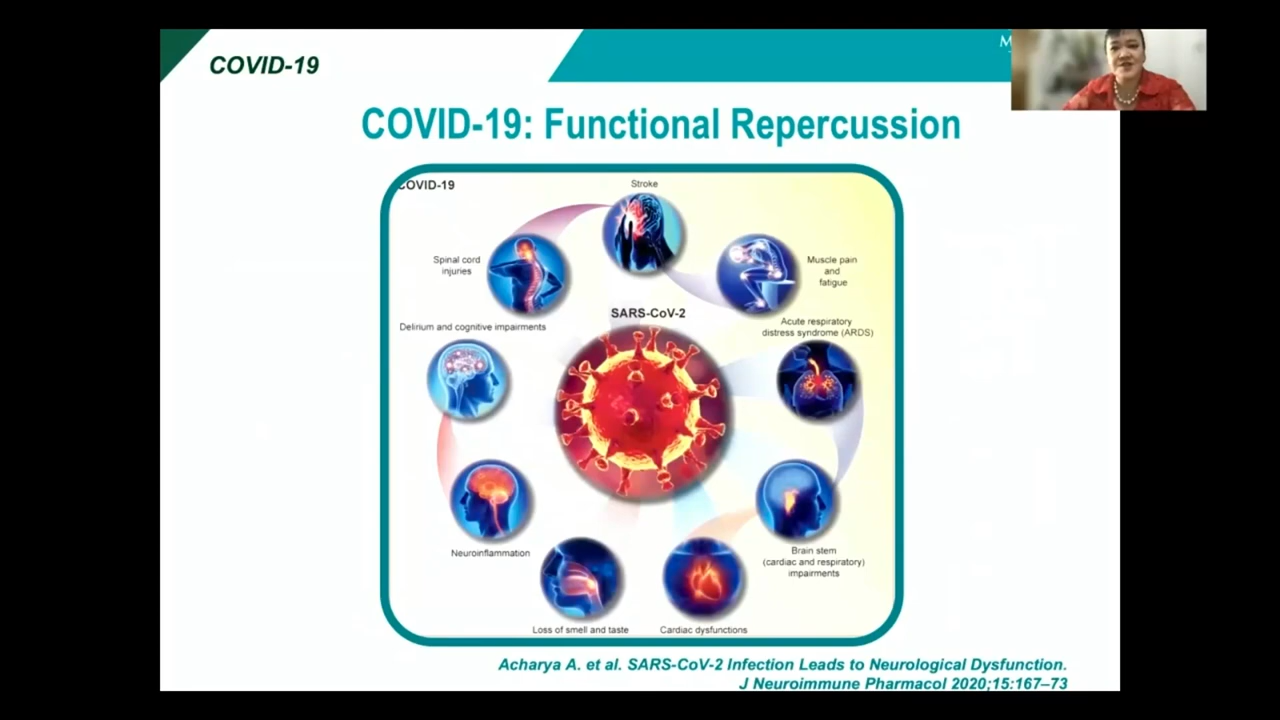 COVID-19
M
COVID-19: Functional Repercussion
COVID-19
Stroke
Spinal cord
injuries
Muscle pain
and
fatigue
SARS-CoV-2
Delirium and cognitive impairments
Acute respiratory
distress syndrome (ARDS)
Neuroinflammation
Brain stem
(cardiac and respiratory)
impairments
Loss of smell and taste
Cardiac dysfunctions
Acharya A. et al. SARS-CoV-2 Infection Leads to Neurological Dysfunction.
J Neuroimmune Pharmacol 2020;15:167–73